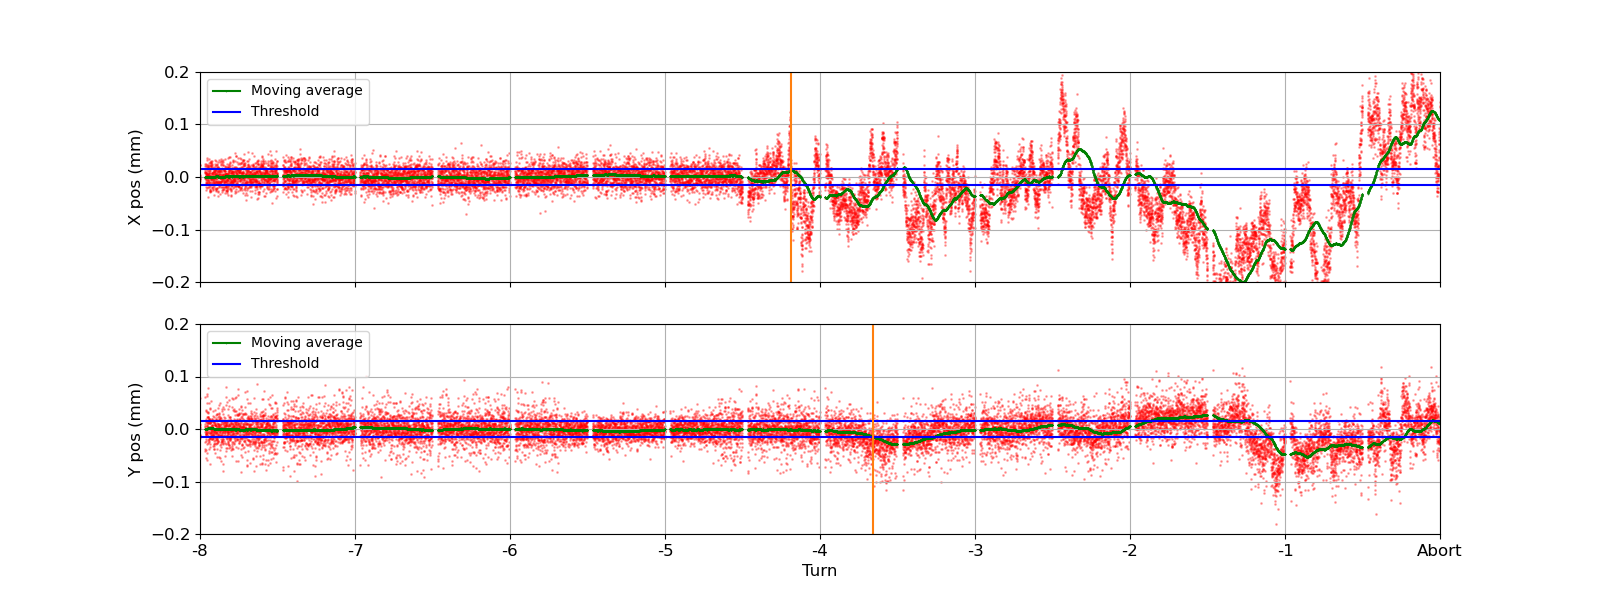 0.2
0.1
0.0
−0.1
−0.2
X pos (mm)
Moving average
Threshold
0.2
0.1
0.0
−0.1
−0.2
Y pos (mm)
Moving average
Threshold
-8 -7 -6 -5 -4 -3 -2 -1 Abort
Turn